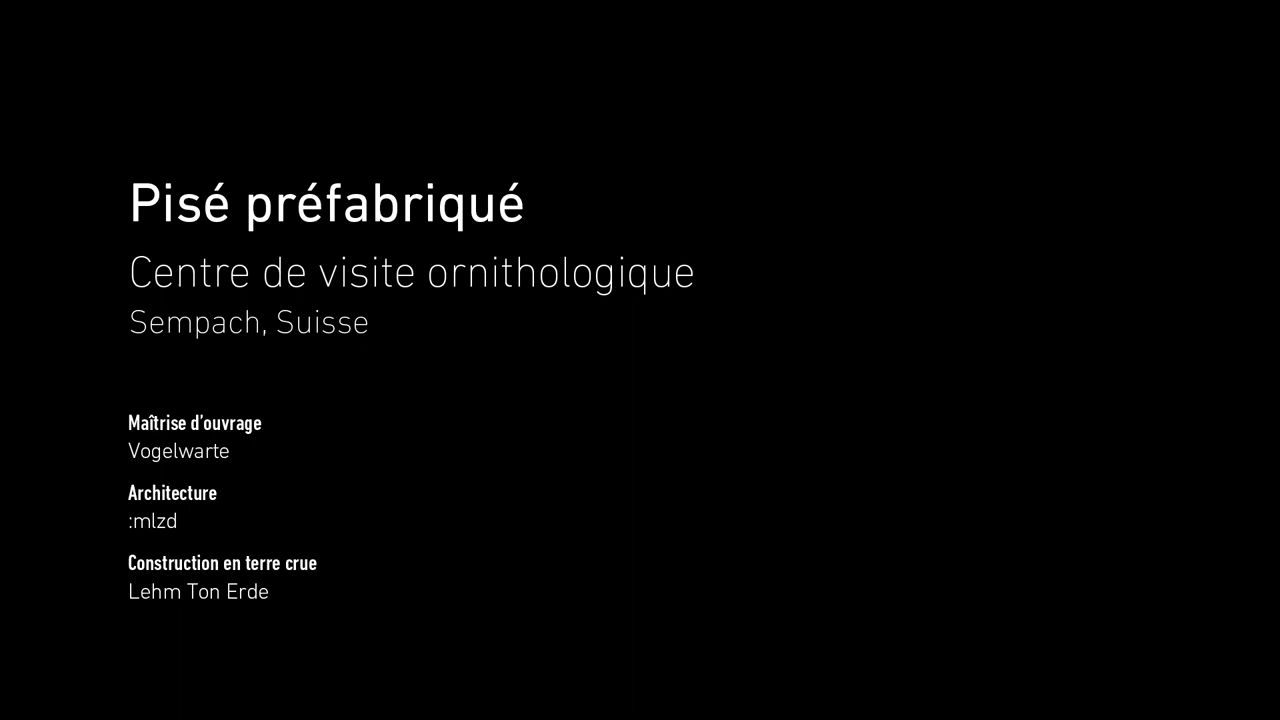 Pisé préfabriqué
Centre de visite ornithologique
Sempach, Suisse
Maîtrise d’ouvrage
Vogelwarte
Architecture
:mlzd
Construction en terre crue
Lehm Ton Erde